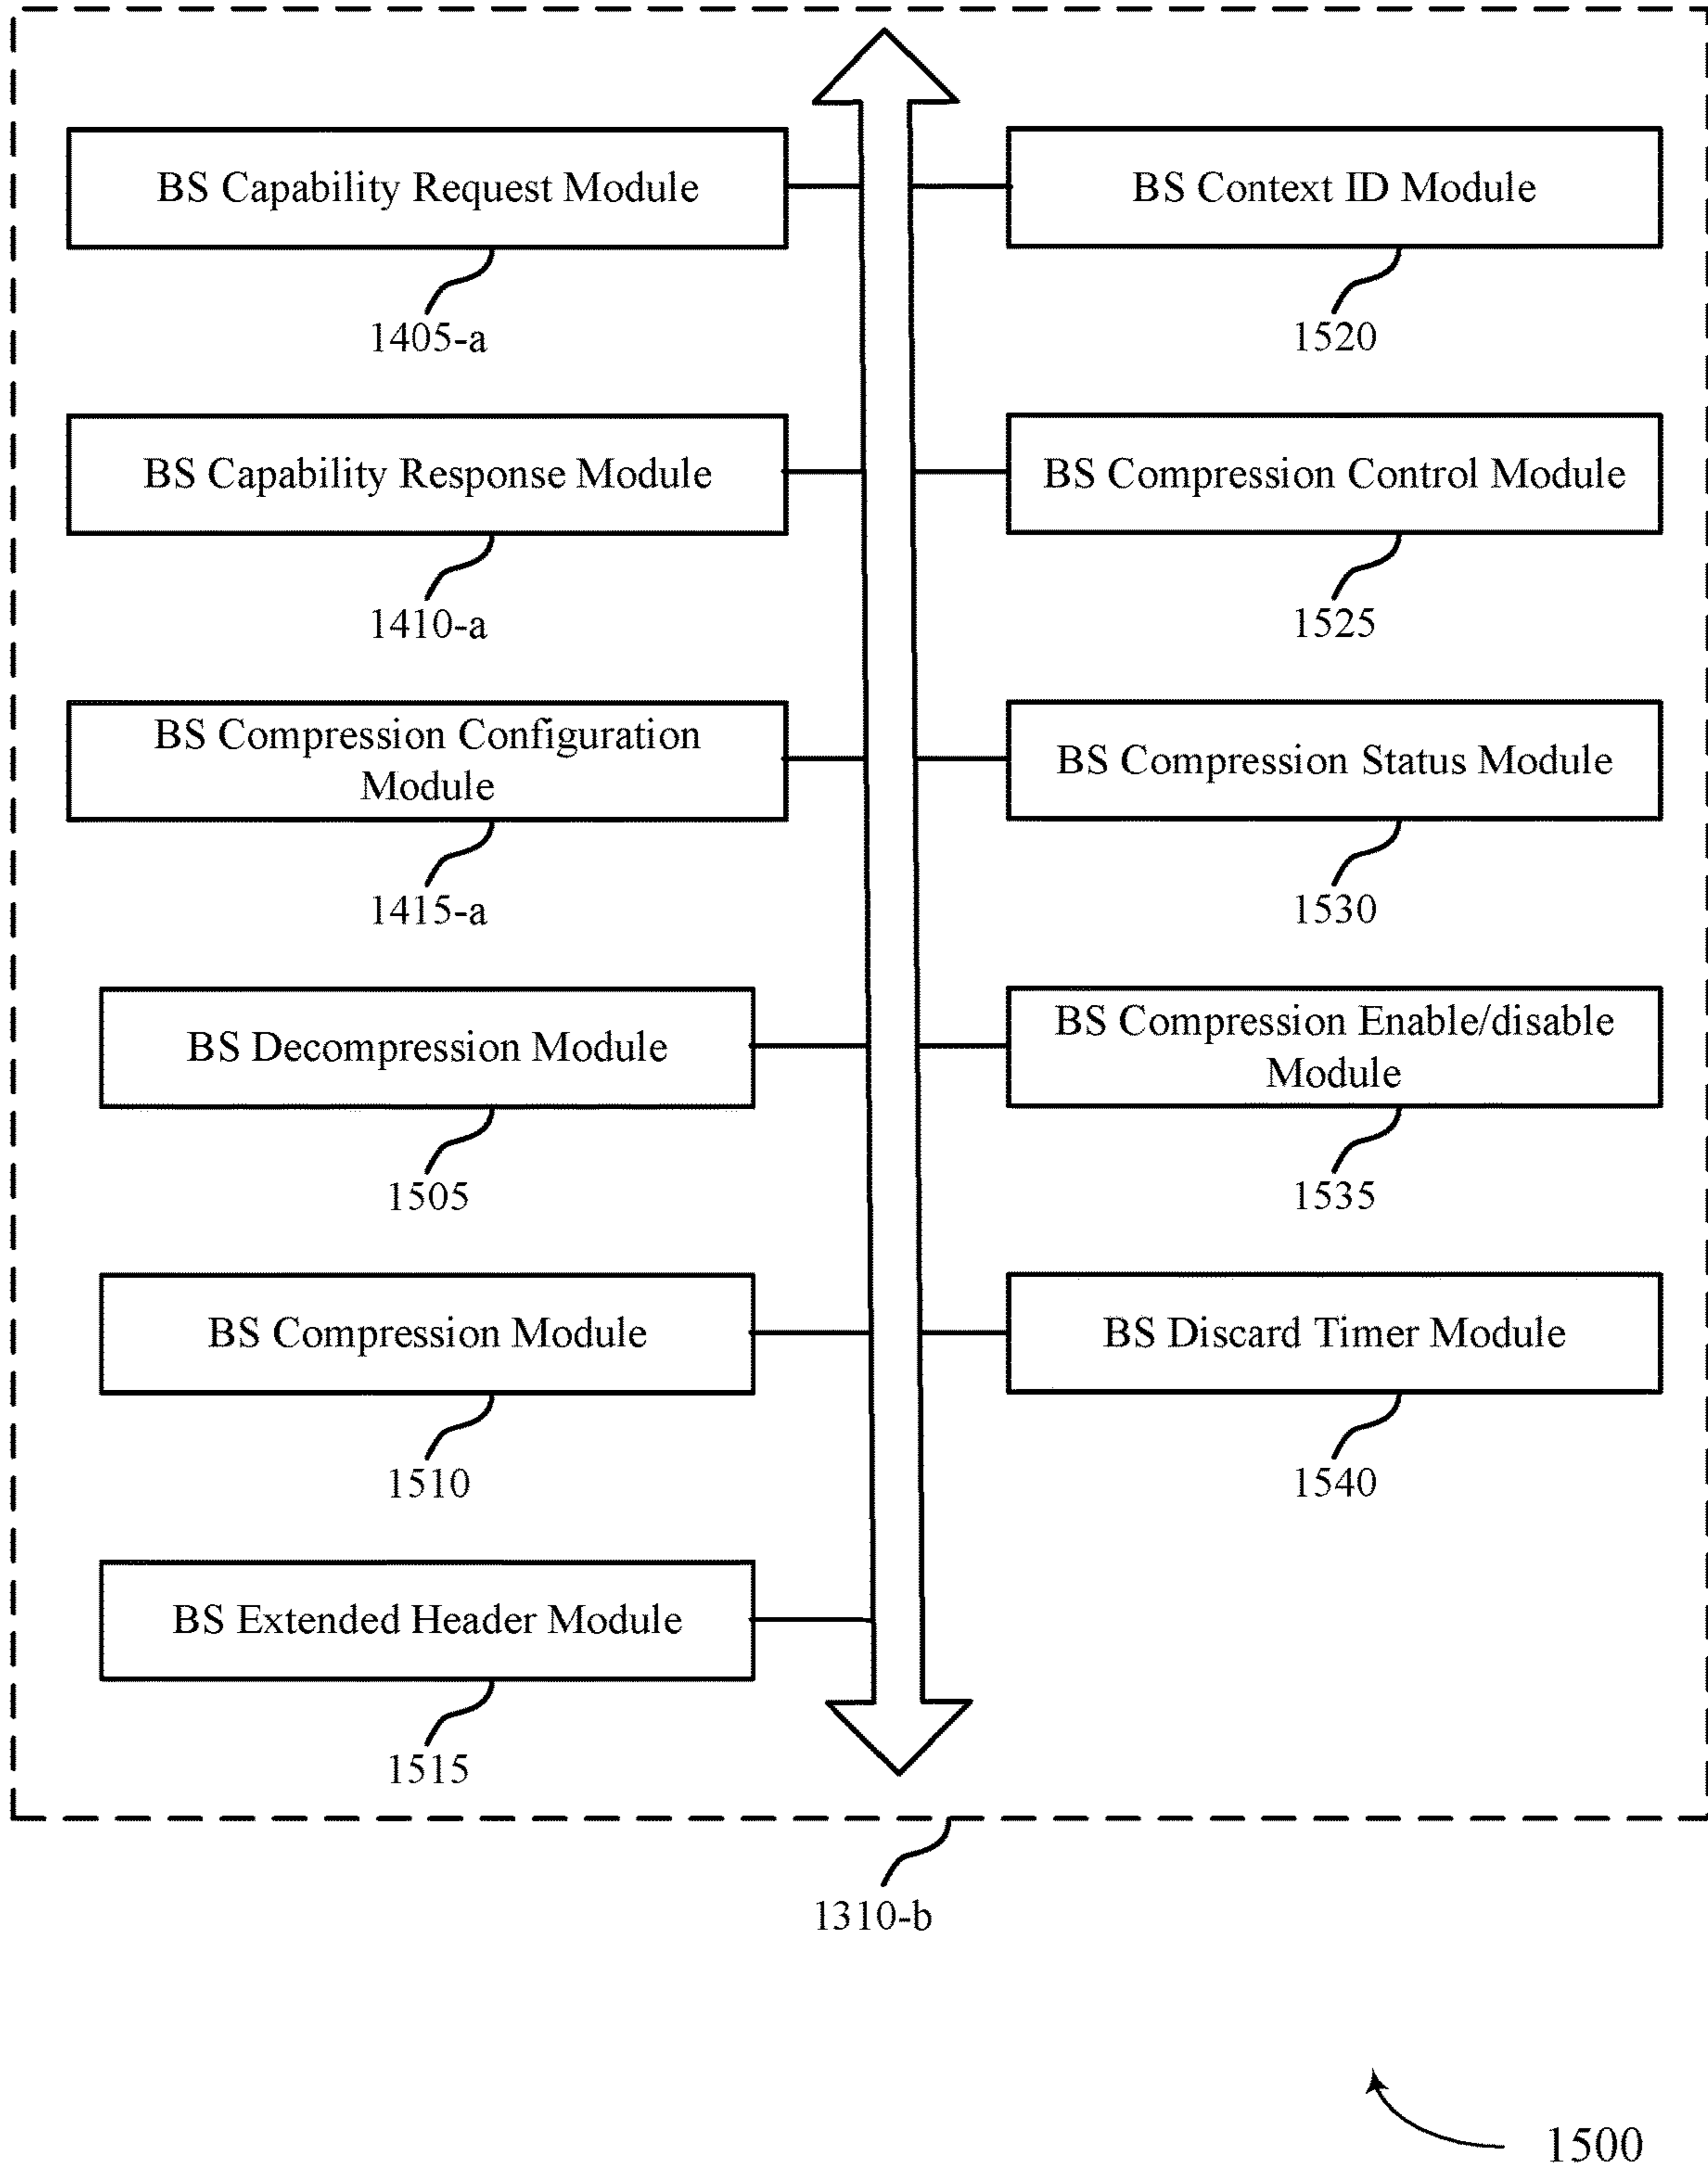 BS Capability Request Module
1405-a
BS Capability Response Module
1410-a
BS Compression Configuration
Module
1415-a
BS Decompression Module
1505
BS Compression Module
1510
BS Extended Header Module
1515
BS Context ID Module
1520
BS Compression Control Module
1525
BS Compression Status Module
1530
BS Compression Enable/disable
Module
1535
BS Discard Timer Module
1540
1310-b
1500